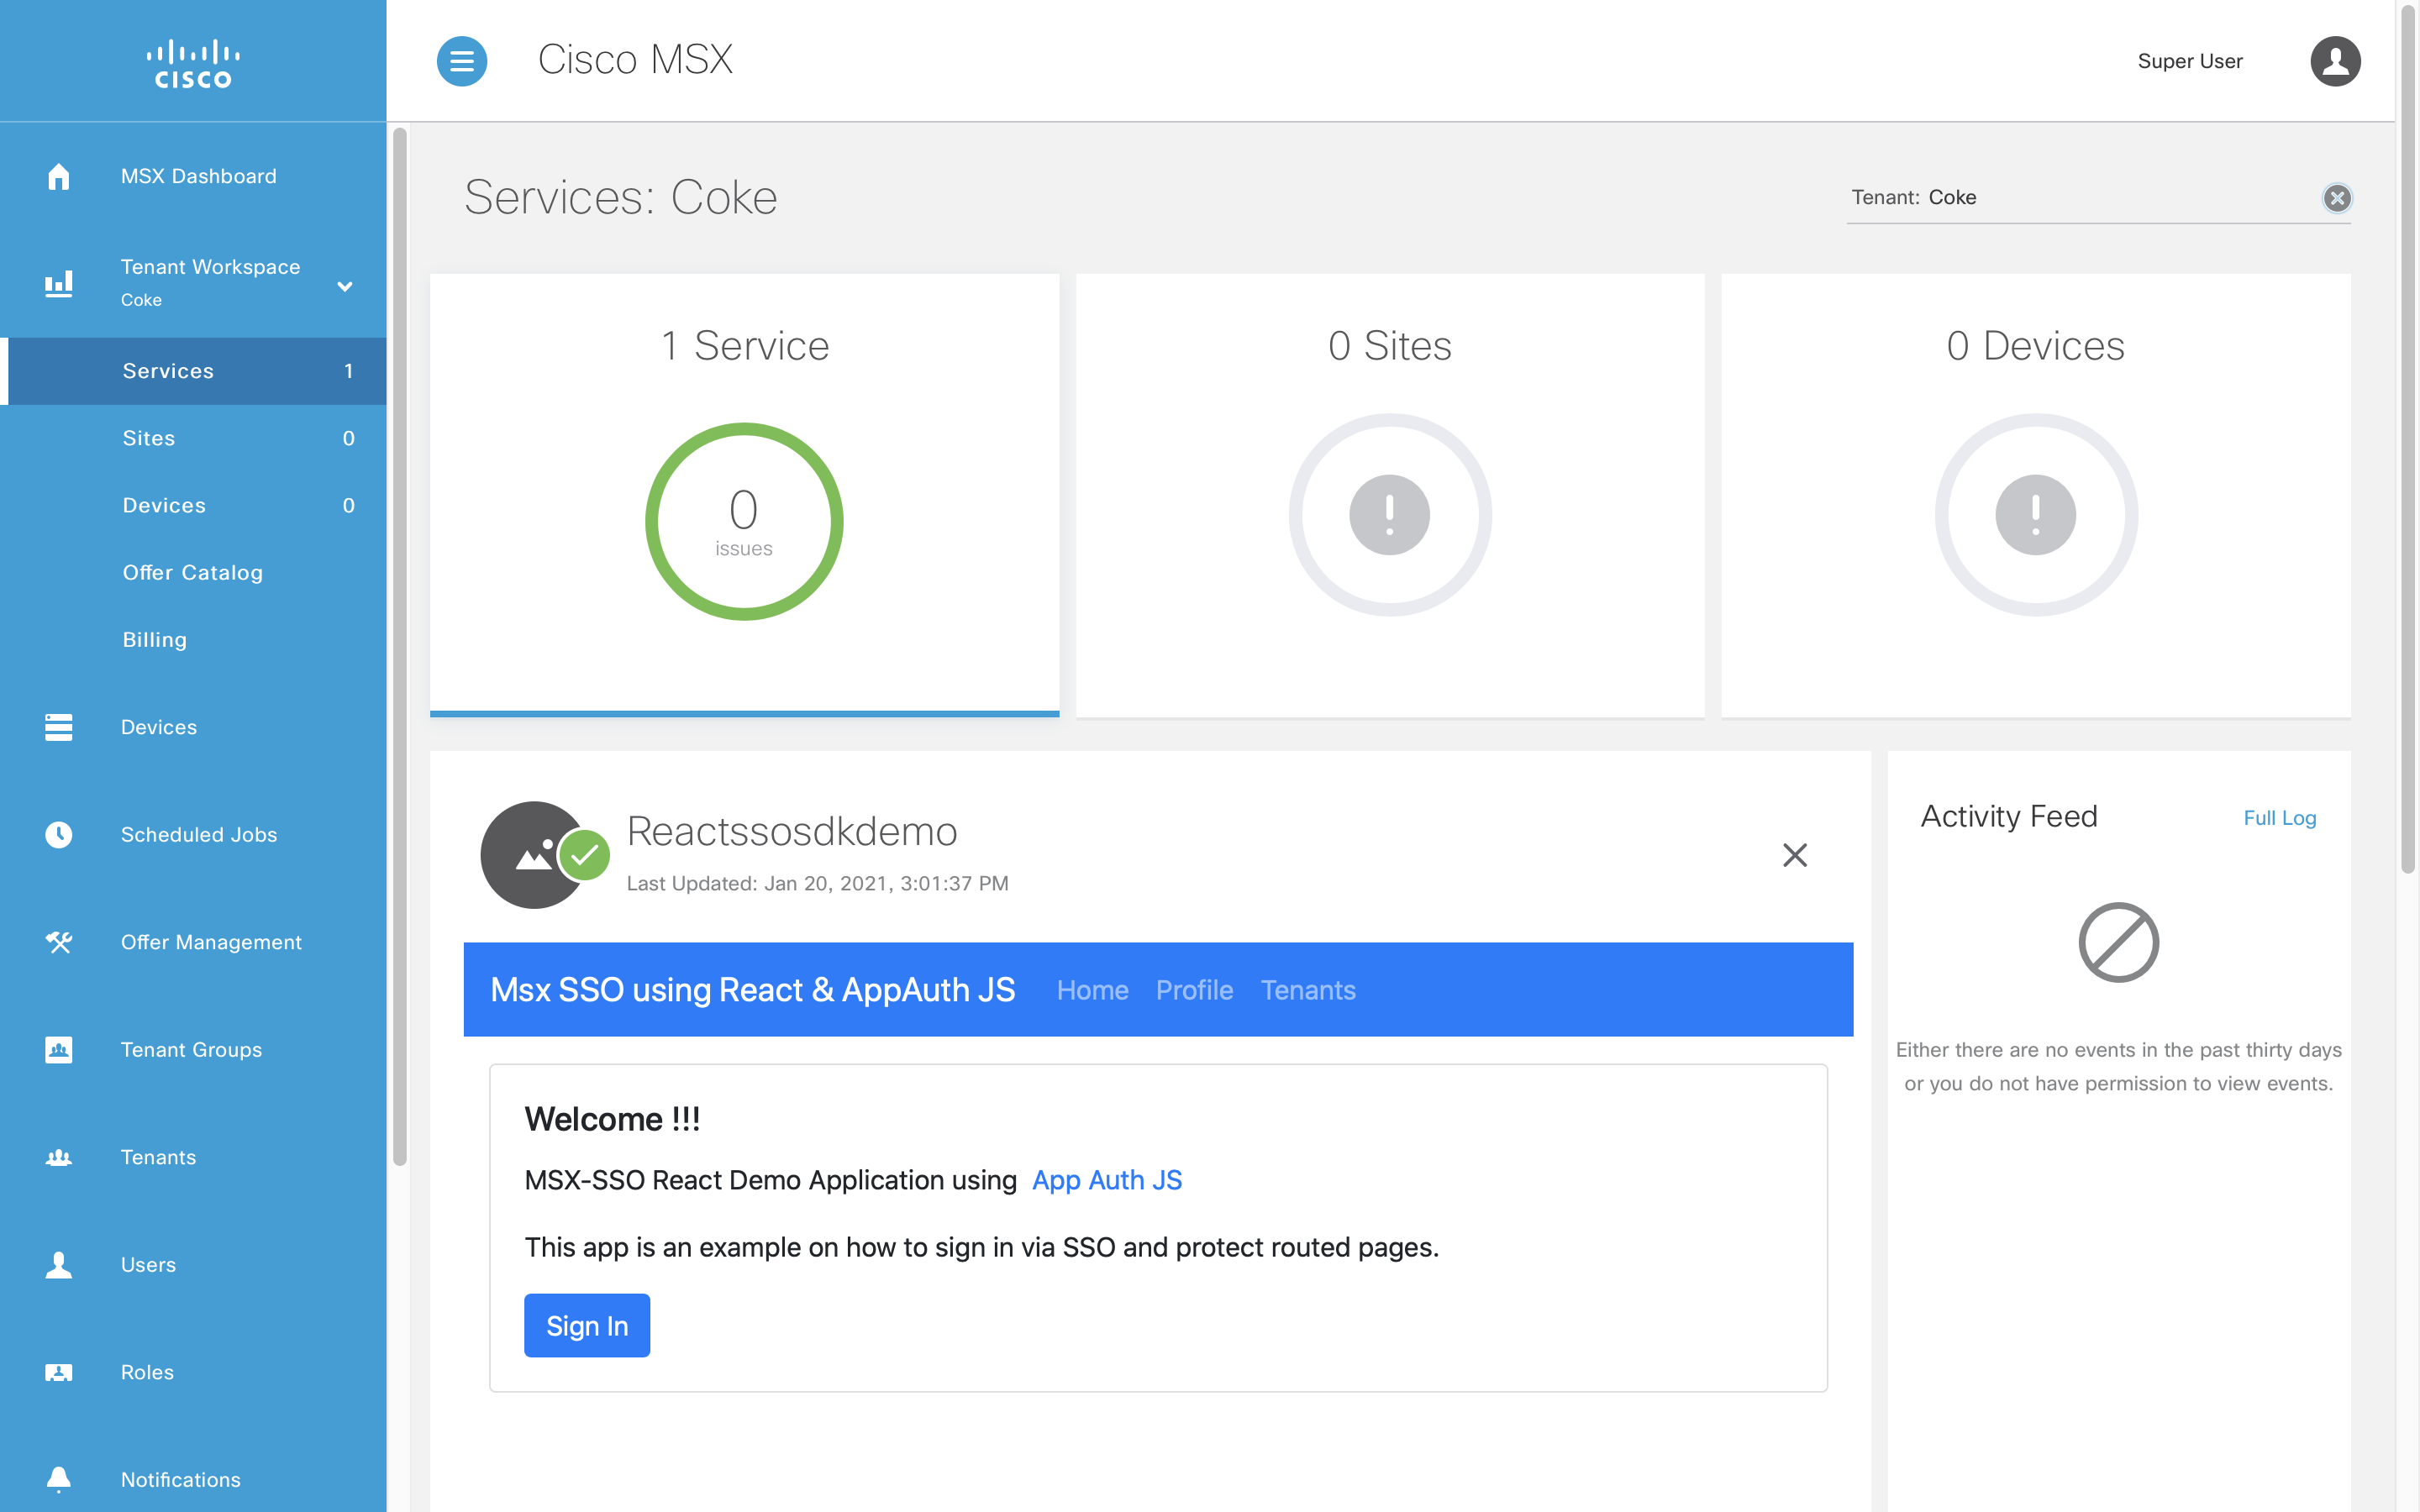 CISCO
Cisco MSX
Super User
MSX Dashboard
Tenant Workspace
Coke
Services 1
Sites 0
Devices 0
Offer Catalog
Billing
Devices
Scheduled Jobs
Offer Management
Tenant Groups
Tenants
Users
Roles
Notifications
Services: Coke
Tenant: Coke
1 Service
0
issues
0 Sites
0 Devices
Reactssosdkdemo
Last Updated: Jan 20, 2021, 3:01:37 PM
Msx SSO using React & AppAuth JS Home Profile Tenants
Welcome !!!
MSX-SSO React Demo Application using App Auth JS
This app is an example on how to sign in via SSO and protect routed pages.
Sign In
Activity Feed Full Log
Either there are no events in the past thirty days
or you do not have permission to view events.